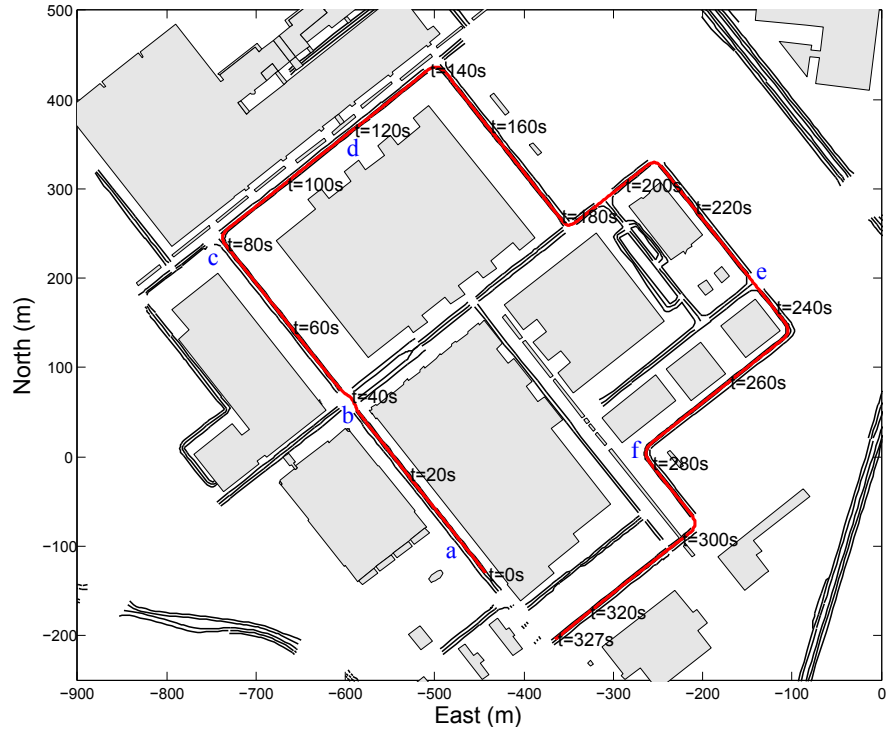 500
400
300
200
100
0
−100
−200
North (m)
−900
−800
−700
−600
−500
−400
−300
−200
−100
0
East (m)
t=140s
t=120s
t=160s
d
t=100s
t=200s
t=180s
t=220s
t=80s
c
e
t=60s
t=240s
t=40s
b
t=260s
f
t=20s
t=280s
a
t=300s
t=0s
t=320s
t=327s